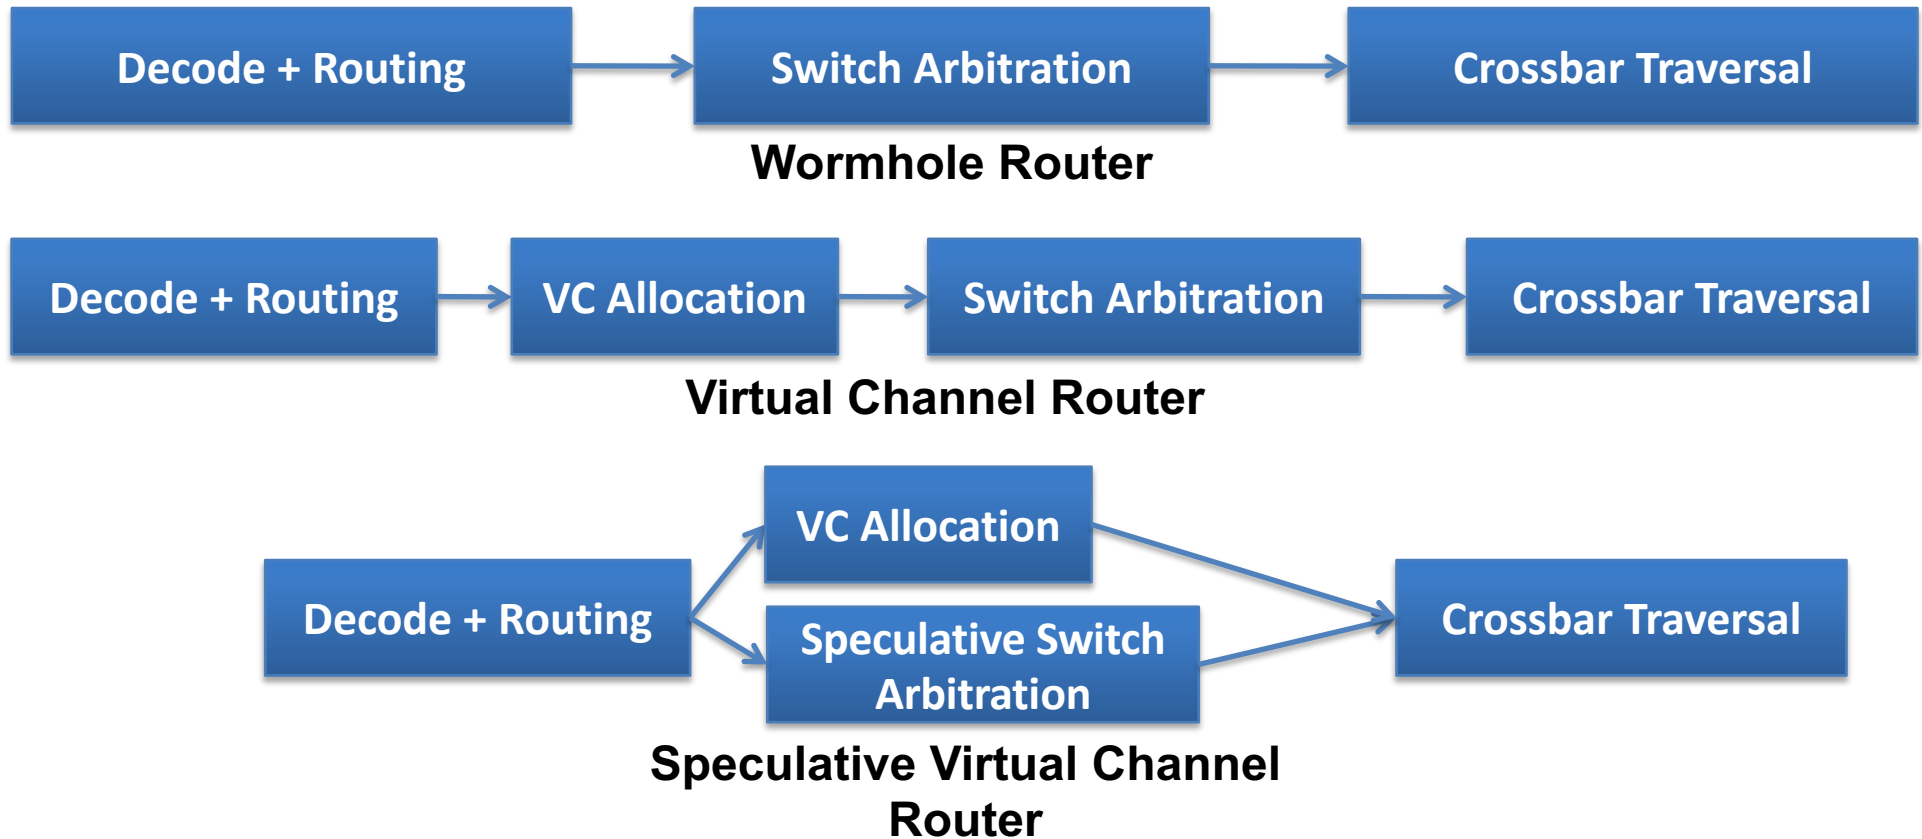 Decode + Routing
Switch Arbitration
Crossbar Traversal
Wormhole Router
Decode + Routing
VC Allocation
Switch Arbitration
Crossbar Traversal
Virtual Channel Router
VC Allocation
Decode + Routing
Speculative Switch
Arbitration
Crossbar Traversal
Speculative Virtual Channel
Router